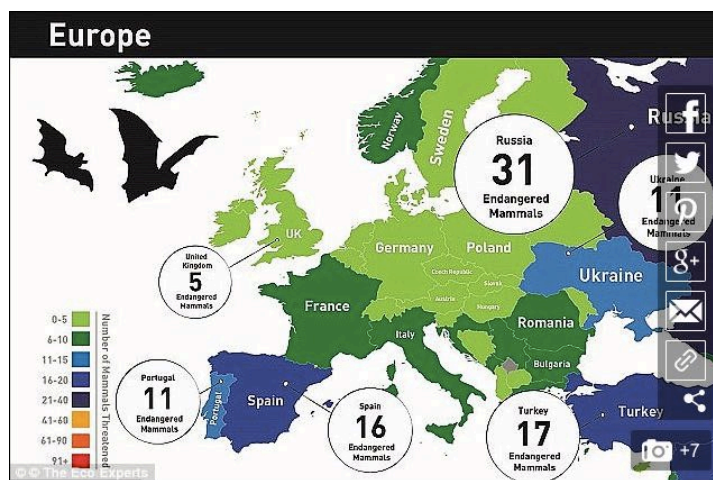 Europe
Norway
Sweden
Russia
31
Endangered
Mammals
Russia
Ukraine
11
Endangered
Mammals
UK
United
Kingdom
5
Endangered
Mammals
Germany
Poland
Czech Republic
Slovakia
Austria
Hungary
Ukraine
France
Italy
Romania
Bulgaria
0-5
6-10
11-15
16-20
21-40
41-60
61-90
91+
Number of Mammals Threatened
Portugal
11
Endangered
Mammals
Portugal
Spain
Spain
16
Endangered
Mammals
Turkey
17
Endangered
Mammals
Turkey
+7
© The Eco Experts